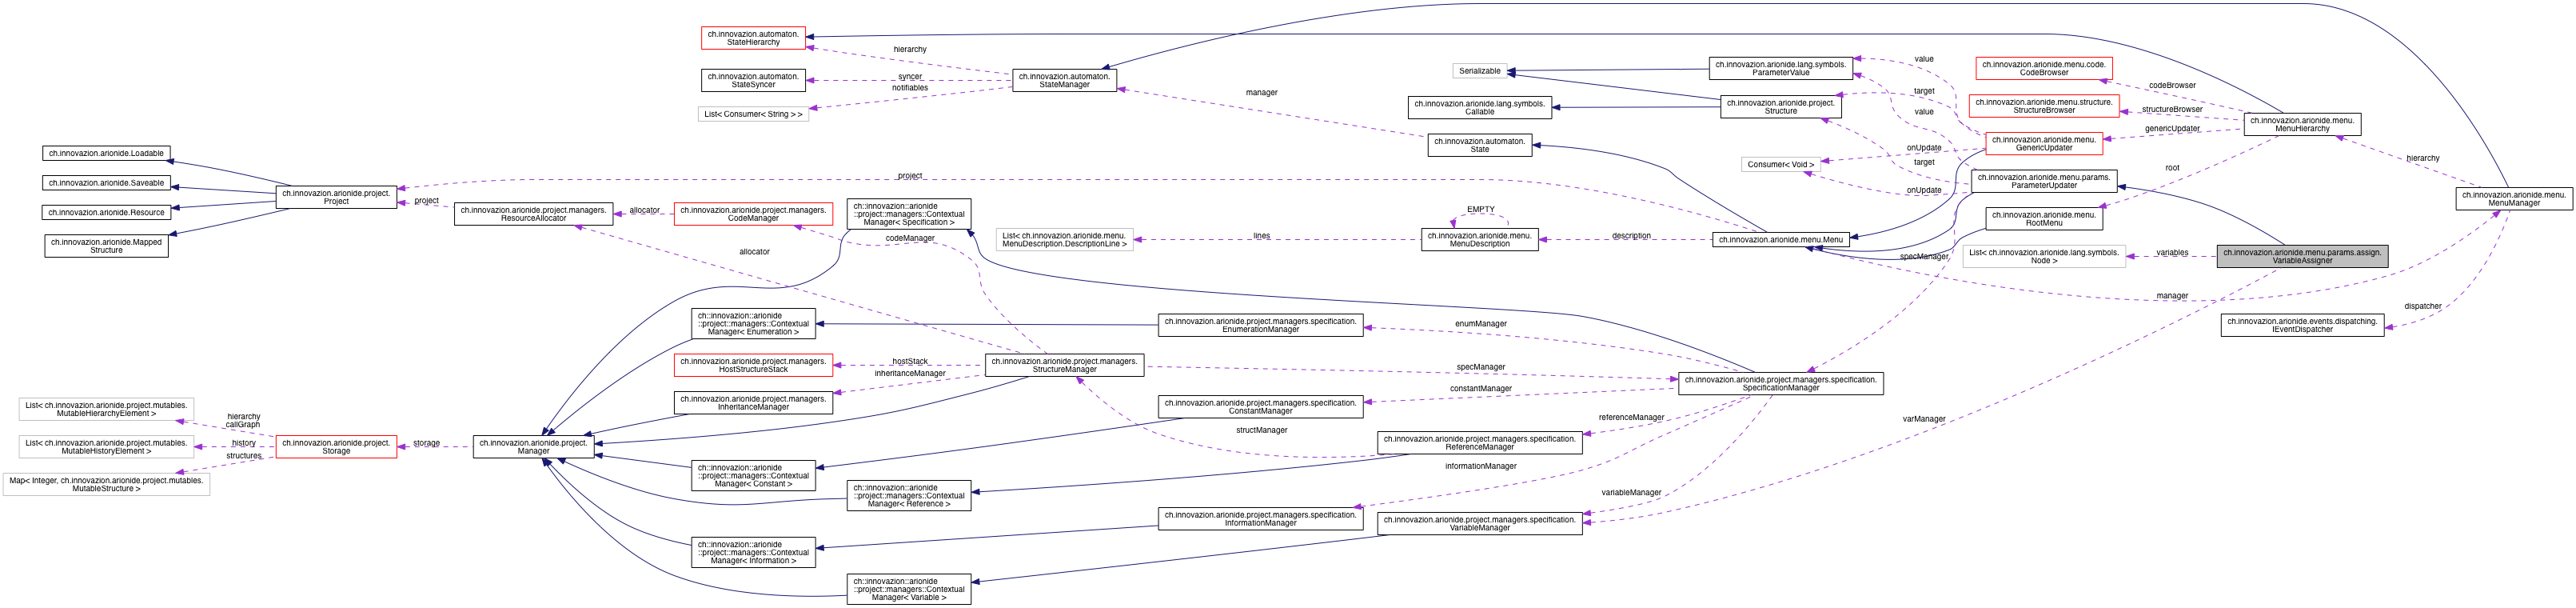 ch.innovazion.automaton.
StateHierarchy
ch.innovazion.automaton.
StateSyncer
List< Consumer< String > >
hierarchy
syncer
notifiables
ch.innovazion.automaton.
StateManager
manager
Serializable
ch.innovazion.arionide.lang.symbols.
Callable
ch.innovazion.automaton.
State
ch.innovazion.arionide.lang.symbols.
ParameterValue
ch.innovazion.arionide.project.
Structure
Consumer< Void >
value
target
value
onUpdate
target
onUpdate
ch.innovazion.arionide.menu.code.
CodeBrowser
ch.innovazion.arionide.menu.structure.
StructureBrowser
ch.innovazion.arionide.menu.
GenericUpdater
ch.innovazion.arionide.menu.params.
ParameterUpdater
ch.innovazion.arionide.menu.
RootMenu
List< ch.innovazion.arionide.lang.symbols.
Node >
codeBrowser
structureBrowser
genericUpdater
root
variables
ch.innovazion.arionide.menu.
MenuHierarchy
hierarchy
ch.innovazion.arionide.menu.
MenuManager
ch.innovazion.arionide.menu.params.assign.
VariableAssigner
dispatcher
ch.innovazion.arionide.events.dispatching.
IEventDispatcher
manager
specManager
varManager
ch.innovazion.arionide.Loadable
ch.innovazion.arionide.Saveable
ch.innovazion.arionide.Resource
ch.innovazion.arionide.Mapped
Structure
ch.innovazion.arionide.project.
Project
project
project
ch.innovazion.arionide.project.managers.
ResourceAllocator
allocator
ch.innovazion.arionide.project.managers.
CodeManager
ch::innovazion::arionide
::project::managers::Contextual
Manager< Specification >
codeManager
allocator
List< ch.innovazion.arionide.menu.
MenuDescription.DescriptionLine >
lines
EMPTY
ch.innovazion.arionide.menu.
MenuDescription
description
ch.innovazion.arionide.menu.Menu
ch::innovazion::arionide
::project::managers::Contextual
Manager< Enumeration >
ch.innovazion.arionide.project.managers.specification.
EnumerationManager
enumManager
ch.innovazion.arionide.project.managers.
HostStructureStack
hostStack
inheritanceManager
ch.innovazion.arionide.project.managers.
StructureManager
specManager
ch.innovazion.arionide.project.managers.specification.
SpecificationManager
ch.innovazion.arionide.project.managers.
InheritanceManager
constantManager
ch.innovazion.arionide.project.managers.specification.
ConstantManager
referenceManager
structManager
ch.innovazion.arionide.project.managers.specification.
ReferenceManager
informationManager
variableManager
List< ch.innovazion.arionide.project.mutables.
MutableHierarchyElement >
List< ch.innovazion.arionide.project.mutables.
MutableHistoryElement >
Map< Integer, ch.innovazion.arionide.project.mutables.
MutableStructure >
hierarchy
callGraph
history
structures
ch.innovazion.arionide.project.
Storage
storage
ch.innovazion.arionide.project.
Manager
ch::innovazion::arionide
::project::managers::Contextual
Manager< Constant >
ch::innovazion::arionide
::project::managers::Contextual
Manager< Reference >
ch.innovazion.arionide.project.managers.specification.
InformationManager
ch.innovazion.arionide.project.managers.specification.
VariableManager
ch::innovazion::arionide
::project::managers::Contextual
Manager< Information >
ch::innovazion::arionide
::project::managers::Contextual
Manager< Variable >